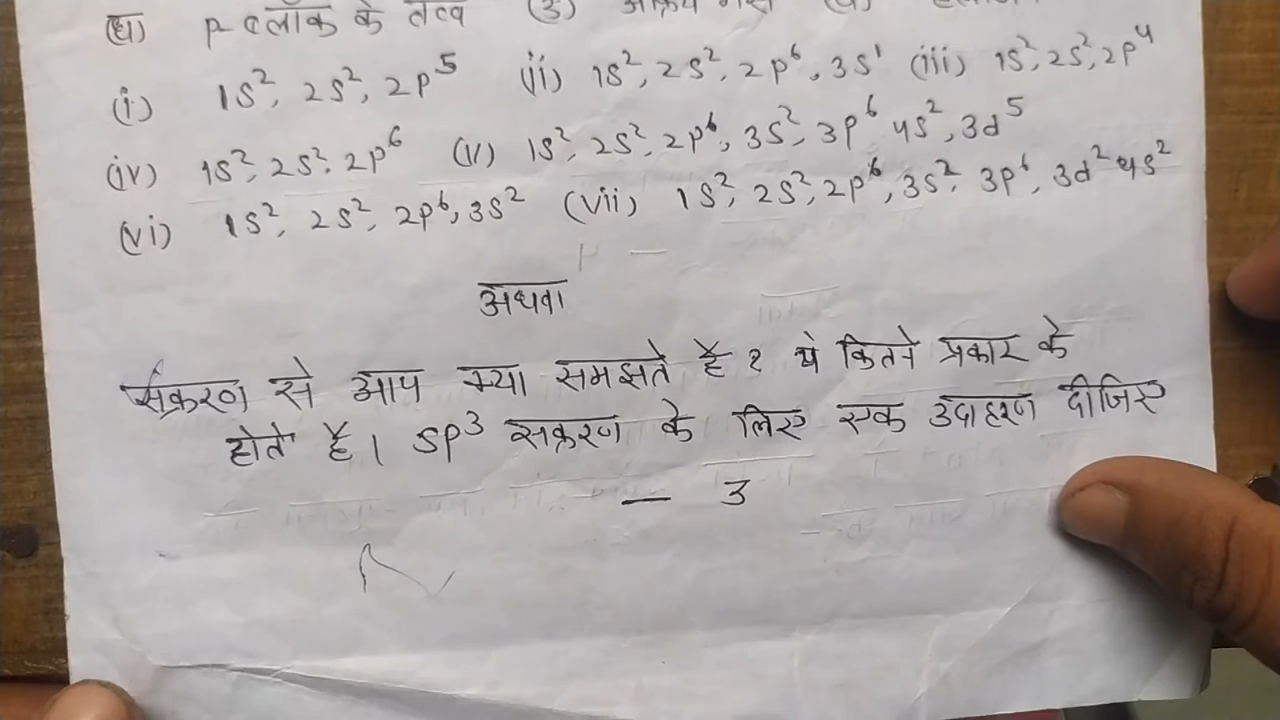 (घ) p-ब्लॉक के तत्व (ड)
(i) 1s², 2s², 2p⁵ (ii) 1s², 2s², 2p⁶, 3s¹ (iii) 1s², 2s², 2p⁴
(iv) 1s², 2s², 2p⁶ (V) 1s², 2s², 2p⁶, 3s², 3p⁶ 4s², 3d⁵
(vi) 1s², 2s², 2p⁶, 3s² (vii) 1s², 2s², 2p⁶, 3s², 3p⁶, 3d² 4s²
अथवा
संकरण से आप क्या समझते है? ये कितने प्रकार के
होते है। sp³ सकरण के लिए एक उदाहरण दीजिए
— 3